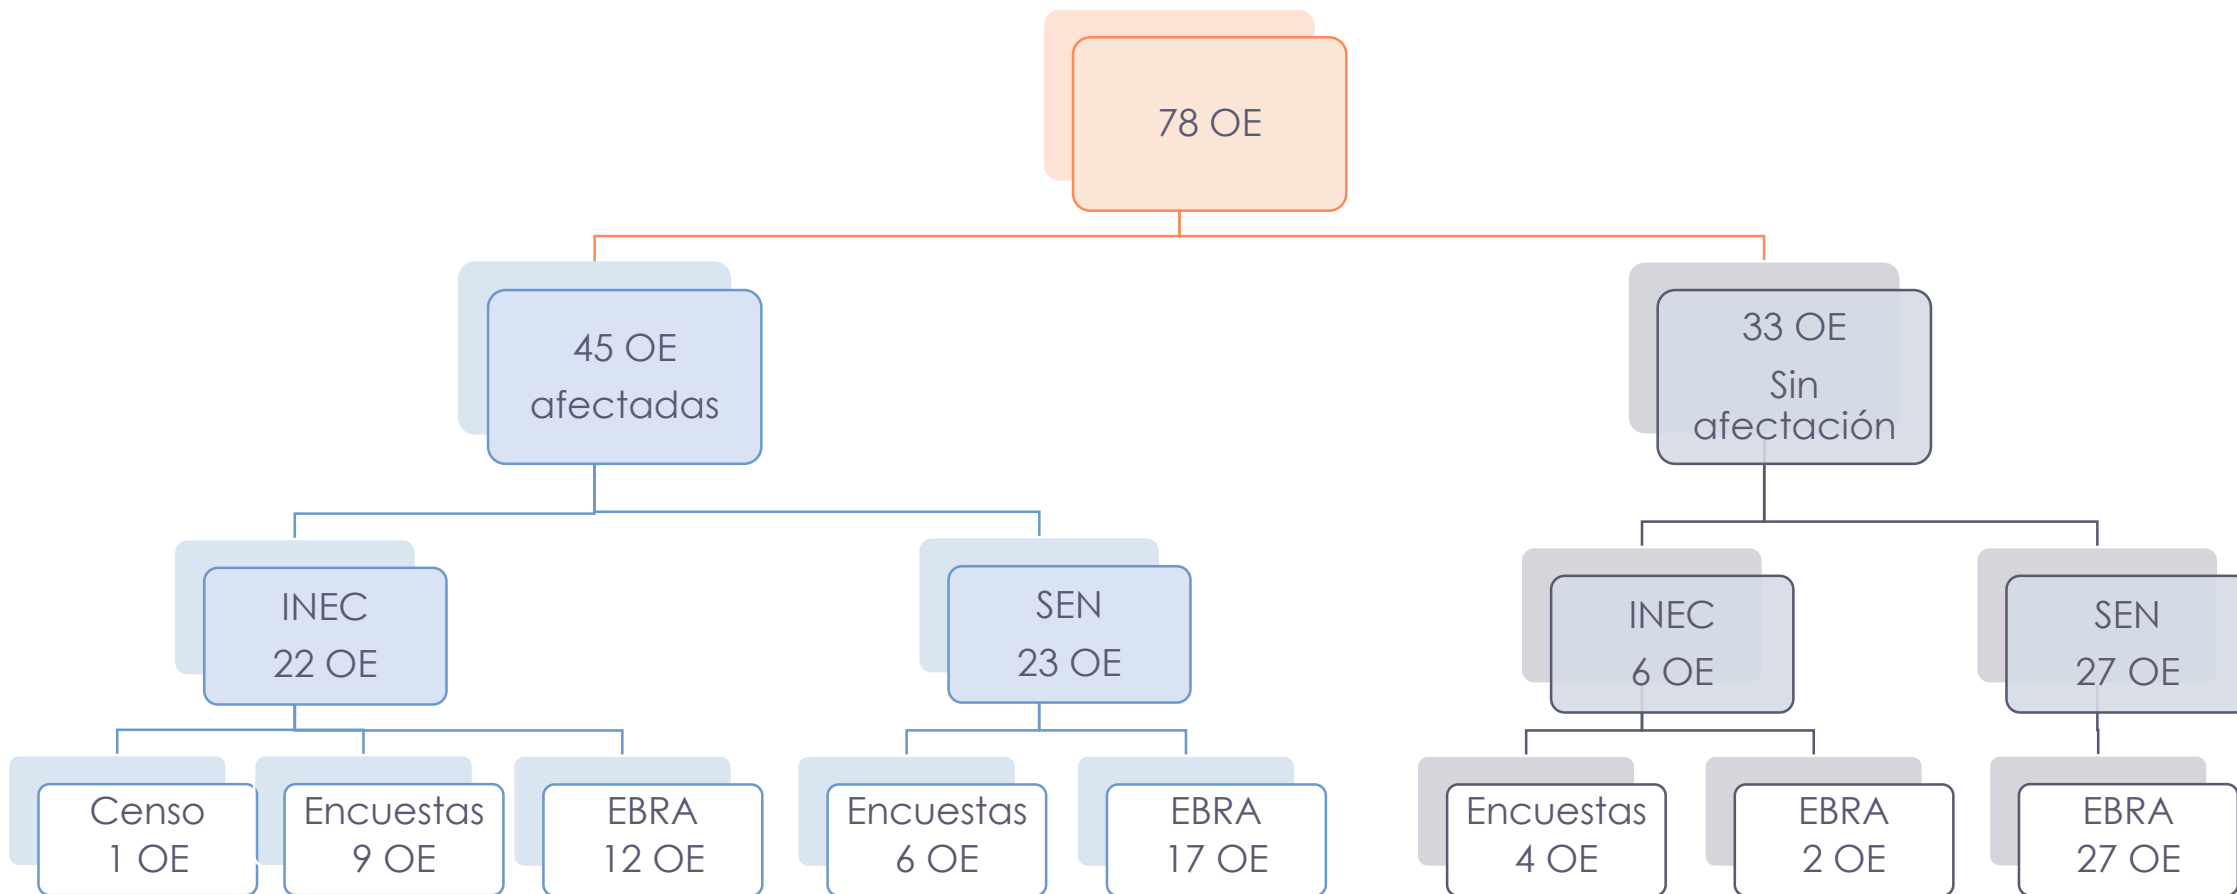 78 OE
45 OE
afectadas
33 OE
Sin
afectación
INEC
22 OE
SEN
23 OE
INEC
6 OE
SEN
27 OE
Censo
1 OE
Encuestas
9 OE
EBRA
12 OE
Encuestas
6 OE
EBRA
17 OE
Encuestas
4 OE
EBRA
2 OE
EBRA
27 OE